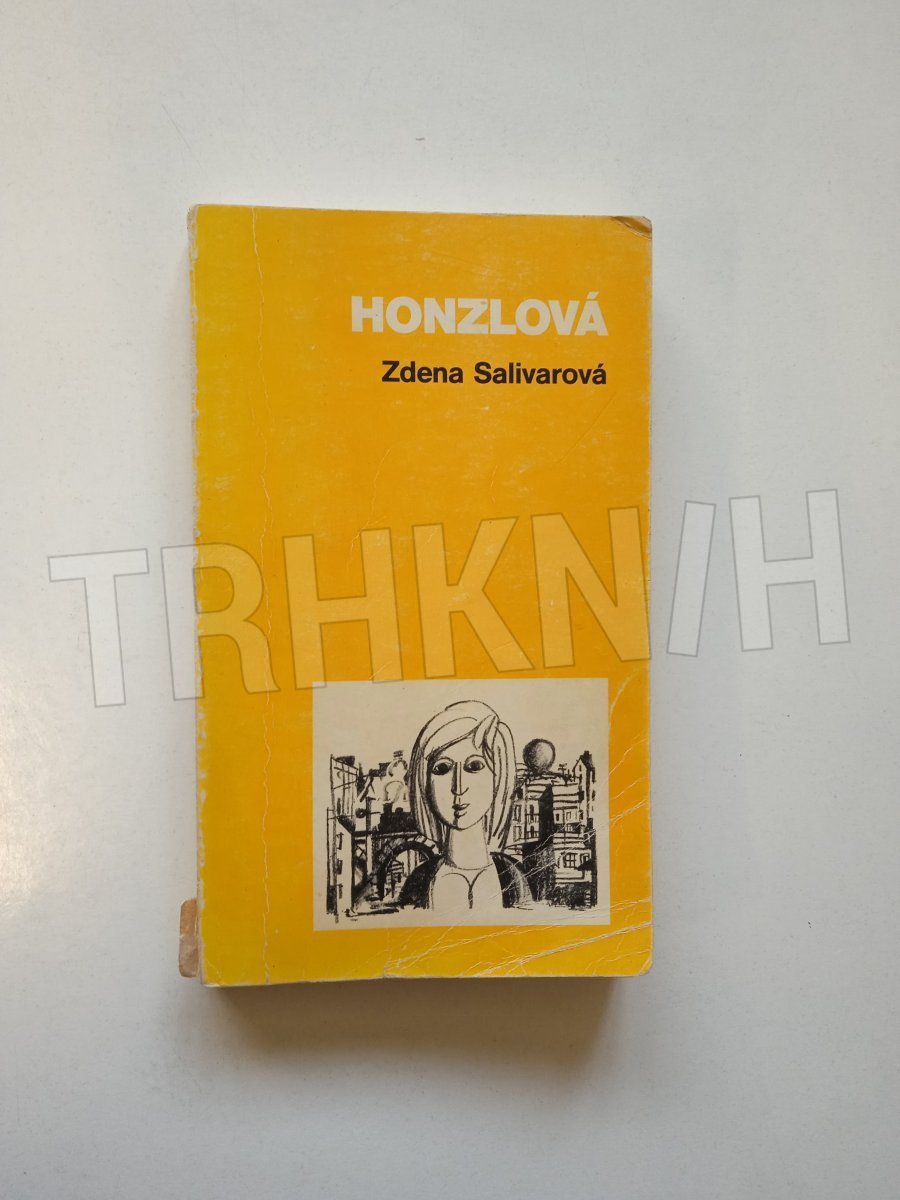 HONZLOVÁ
Zdena Salivarová
TRHKNIH